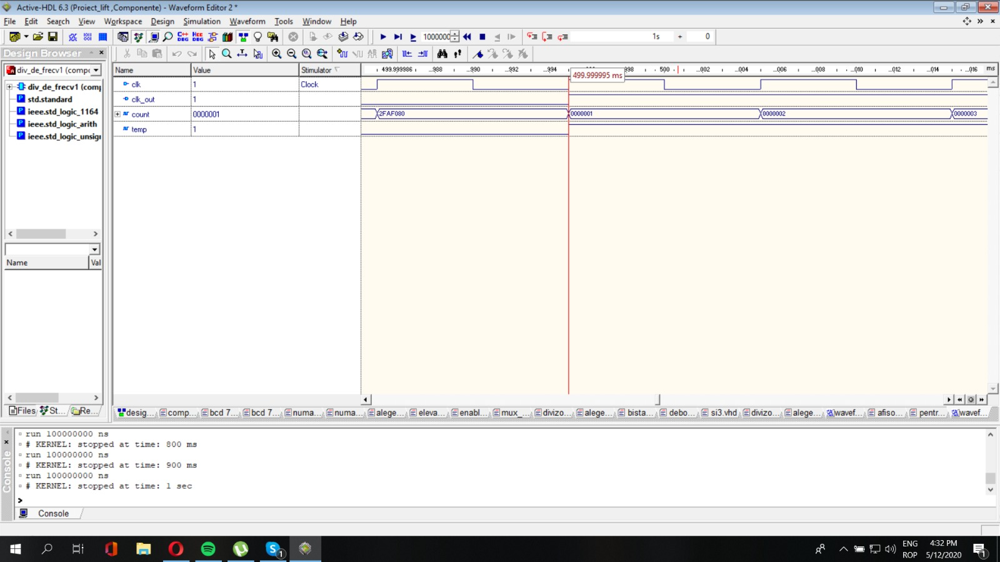 Active-HDL 6.3 (Proiect_lift ,Componente) - Waveform Editor 2 *
File Edit Search View Workspace Design Simulation Waveform Tools Window Help
1000000 1s + 0
Design Browser
div_de_frecv1 (compo
div_de_frecv1 (comp
std.standard
ieee.std_logic_1164
ieee.std_logic_arith
ieee.std_logic_unsig
Name Val
Files St... Re...
Name Value Stimulator 499.999986 ...988 ...990 ...992 ...994 998 500 ...002 ...004 ...006 ...008 ...010 ...012 ...014 ...016 ms
499.999995 ms
clk 1 Clock
clk_out 1
count 0000001 2FAF080 0000001 0000002 0000003
temp 1
desig... comp... bcd 7... bcd 7... numa... numa... alege... eleva... enabl... mux_... divizo... alege... bista... debo... si3.vhd divizo... alege... wavef... afiso... pentr... wavef...
Console
run 100000000 ns
# KERNEL: stopped at time: 800 ms
run 100000000 ns
# KERNEL: stopped at time: 900 ms
run 100000000 ns
# KERNEL: stopped at time: 1 sec
>
Console
ENG 4:32 PM
ROP 5/12/2020
1
1